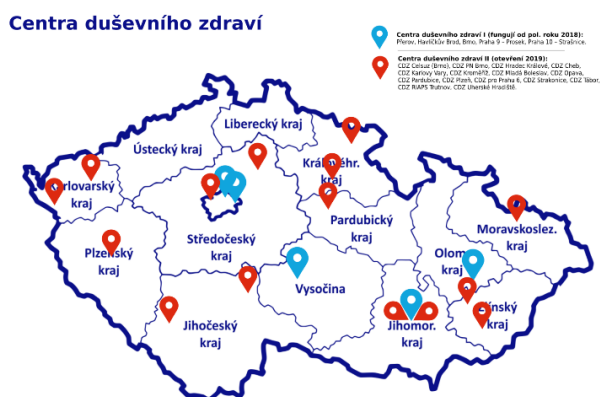 Centra duševního zdraví
Centra duševního zdraví I (fungují od pol. roku 2018):
Přerov, Havlíčkův Brod, Brno, Praha 9 – Prosek, Praha 10 – Strašnice.
Centra duševního zdraví II (otevření 2019):
CDZ Celsuz (Brno), CDZ PN Brno, CDZ Hradec Králové, CDZ Cheb,
CDZ Karlovy Vary, CDZ Kroměříž, CDZ Mladá Boleslav, CDZ Opava,
CDZ Pardubice, CDZ Plzeň, CDZ pro Prahu 6, CDZ Strakonice, CDZ Tábor,
CDZ RIAPS Trutnov, CDZ Uherské Hradiště.
Liberecký kraj
Ústecký kraj
Královéhr.
kraj
Karlovarský
kraj
Pardubický
kraj
Moravskoslez.
kraj
Středočeský
kraj
Plzeňský
kraj
Olom
kraj
Vysočina
Zlínský
kraj
Jihočeský
kraj
Jihomor.
kraj